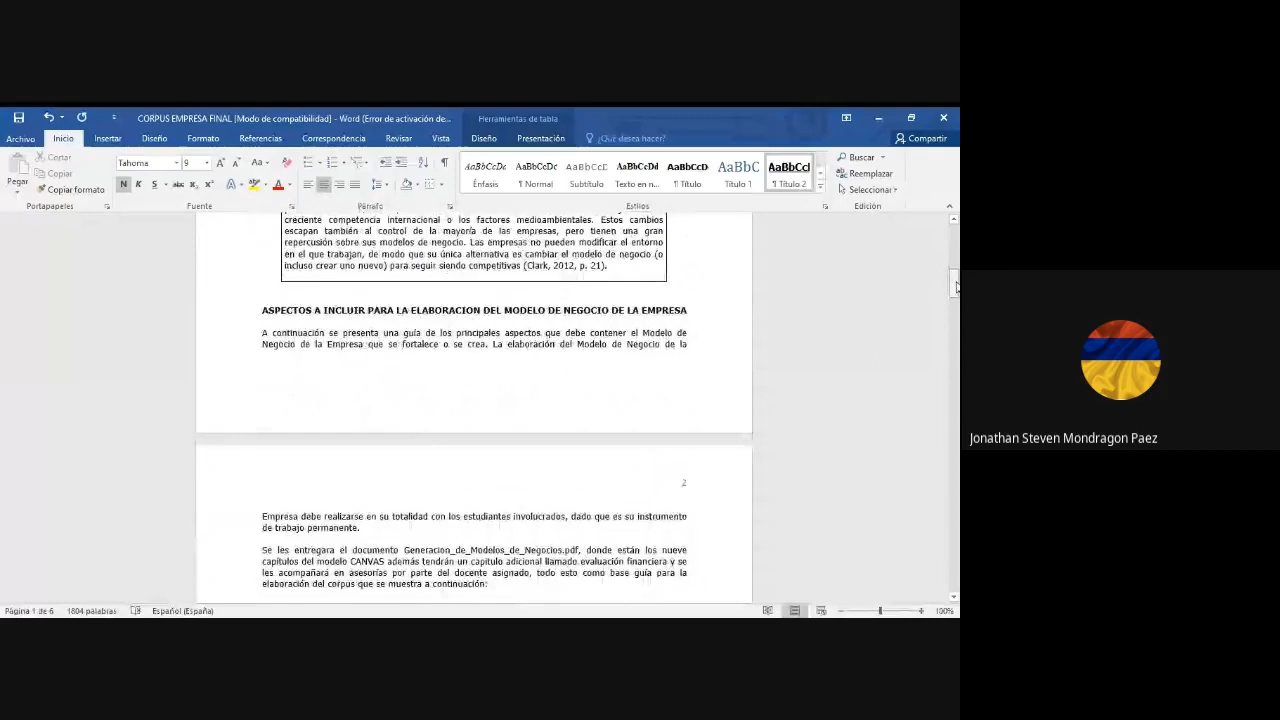 CORPUS EMPRESA FINAL [Modo de compatibilidad] - Word (Error de activación de...
Herramientas de tabla
Archivo Inicio Insertar Diseño Formato Referencias Correspondencia Revisar Vista Diseño Presentación ¿Qué desea hacer? Compartir
Pegar
Cortar
Copiar
Copiar formato
Tahoma 9 Aa
N K S abc x₂ x² A
AaBbCcDc AaBbCcDc AaBbCcD AaBbCcDd AaBbCcD AaBbC AaBbCcI
Énfasis ¶ Normal Subtítulo Texto en n... ¶ Título Título 1 ¶ Título 2
Buscar
Reemplazar
Seleccionar
Portapapeles Fuente Párrafo Estilos Edición
creciente competencia internacional o los factores medioambientales. Estos cambios
escapan también al control de la mayoría de las empresas, pero tienen una gran
repercusión sobre sus modelos de negocio. Las empresas no pueden modificar el entorno
en el que trabajan, de modo que su única alternativa es cambiar el modelo de negocio (o
incluso crear uno nuevo) para seguir siendo competitivas (Clark, 2012, p. 21).
ASPECTOS A INCLUIR PARA LA ELABORACION DEL MODELO DE NEGOCIO DE LA EMPRESA
A continuación se presenta una guía de los principales aspectos que debe contener el Modelo de
Negocio de la Empresa que se fortalece o se crea. La elaboración del Modelo de Negocio de la
2
Empresa debe realizarse en su totalidad con los estudiantes involucrados, dado que es su instrumento
de trabajo permanente.
Se les entregara el documento Generacion_de_Modelos_de_Negocios.pdf, donde están los nueve
capítulos del modelo CANVAS además tendrán un capitulo adicional llamado evaluación financiera y se
les acompañará en asesorías por parte del docente asignado, todo esto como base guía para la
elaboración del corpus que se muestra a continuación:
Página 1 de 6 1804 palabras Español (España) 100%
Jonathan Steven Mondragon Paez